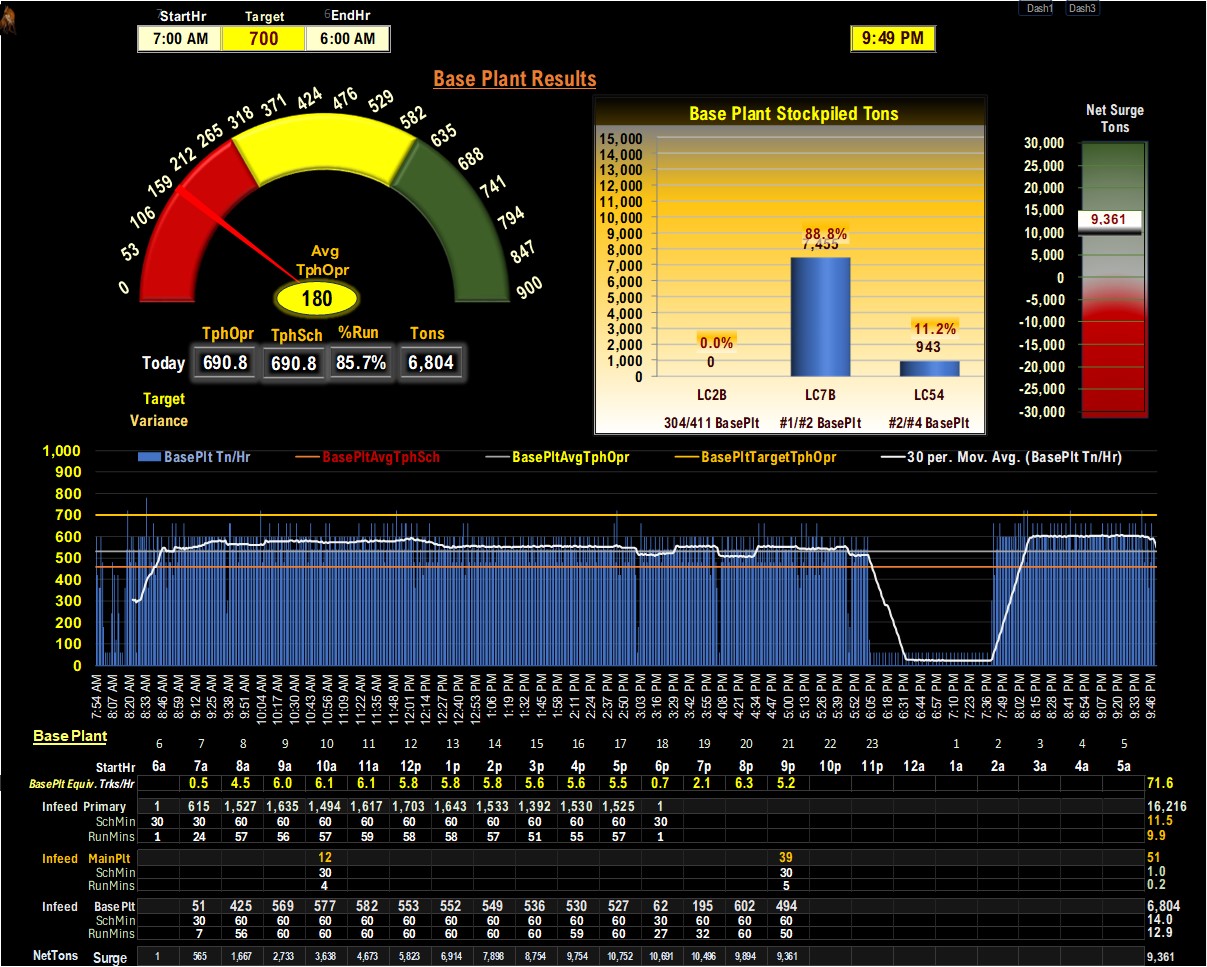 StartHr Target EndHr
7:00 AM 700 6:00 AM
9:49 PM
Dash1 Dash3
Base Plant Results
0 53 106 159 212 265 318 371 424 476 529 582 635 688 741 794 847 900
Avg
TphOpr
180
TphOpr TphSch %Run Tons
Today 690.8 690.8 85.7% 6,804
Target
Variance
Base Plant Stockpiled Tons
15,000
14,000
13,000
12,000
11,000
10,000
9,000
8,000
7,000
6,000
5,000
4,000
3,000
2,000
1,000
0
0.0%
0
88.8%
7,455
11.2%
943
LC2B LC7B LC54
304/411 BasePlt #1/#2 BasePlt #2/#4 BasePlt
Net Surge
Tons
30,000
25,000
20,000
15,000
10,000
5,000
0
-5,000
-10,000
-15,000
-20,000
-25,000
-30,000
9,361
BasePlt Tn/Hr BasePltAvgTphSch BasePltAvgTphOpr BasePltTargetTphOpr 30 per. Mov. Avg. (BasePlt Tn/Hr)
1,000
900
800
700
600
500
400
300
200
100
0
7:54 AM 8:07 AM 8:20 AM 8:33 AM 8:46 AM 8:59 AM 9:12 AM 9:25 AM 9:38 AM 9:51 AM 10:04 AM 10:17 AM 10:30 AM 10:43 AM 10:56 AM 11:09 AM 11:22 AM 11:35 AM 11:48 AM 12:01 PM 12:14 PM 12:27 PM 12:40 PM 12:53 PM 1:06 PM 1:19 PM 1:32 PM 1:45 PM 1:58 PM 2:11 PM 2:24 PM 2:37 PM 2:50 PM 3:03 PM 3:16 PM 3:29 PM 3:42 PM 3:55 PM 4:08 PM 4:21 PM 4:34 PM 4:47 PM 5:00 PM 5:13 PM 5:26 PM 5:39 PM 5:52 PM 6:05 PM 6:18 PM 6:31 PM 6:44 PM 6:57 PM 7:10 PM 7:23 PM 7:36 PM 7:49 PM 8:02 PM 8:15 PM 8:28 PM 8:41 PM 8:54 PM 9:07 PM 9:20 PM 9:33 PM 9:46 PM
Base Plant
6 7 8 9 10 11 12 13 14 15 16 17 18 19 20 21 22 23 1 2 3 4 5
StartHr 6a 7a 8a 9a 10a 11a 12p 1p 2p 3p 4p 5p 6p 7p 8p 9p 10p 11p 12a 1a 2a 3a 4a 5a
BasePlt Equiv. Trks/Hr 0.5 4.5 6.0 6.1 6.1 5.8 5.8 5.8 5.6 5.6 5.5 0.7 2.1 6.3 5.2 71.6
Infeed Primary 1 615 1,527 1,635 1,494 1,617 1,703 1,643 1,533 1,392 1,530 1,525 1 16,216
SchMin 30 30 60 60 60 60 60 60 60 60 60 60 30 11.5
RunMins 1 24 57 56 57 59 58 58 57 51 55 57 1 9.9
Infeed MainPlt 12 39 51
SchMin 30 30 1.0
RunMins 4 5 0.2
Infeed BasePlt 51 425 569 577 582 553 552 549 536 530 527 62 195 602 494 6,804
SchMin 30 60 60 60 60 60 60 60 60 60 60 30 60 60 60 14.0
RunMins 7 56 60 60 60 60 60 60 60 59 60 27 32 60 50 12.9
NetTons Surge 1 565 1,667 2,733 3,638 4,673 5,823 6,914 7,898 8,754 9,754 10,752 10,691 10,496 9,894 9,361 9,361